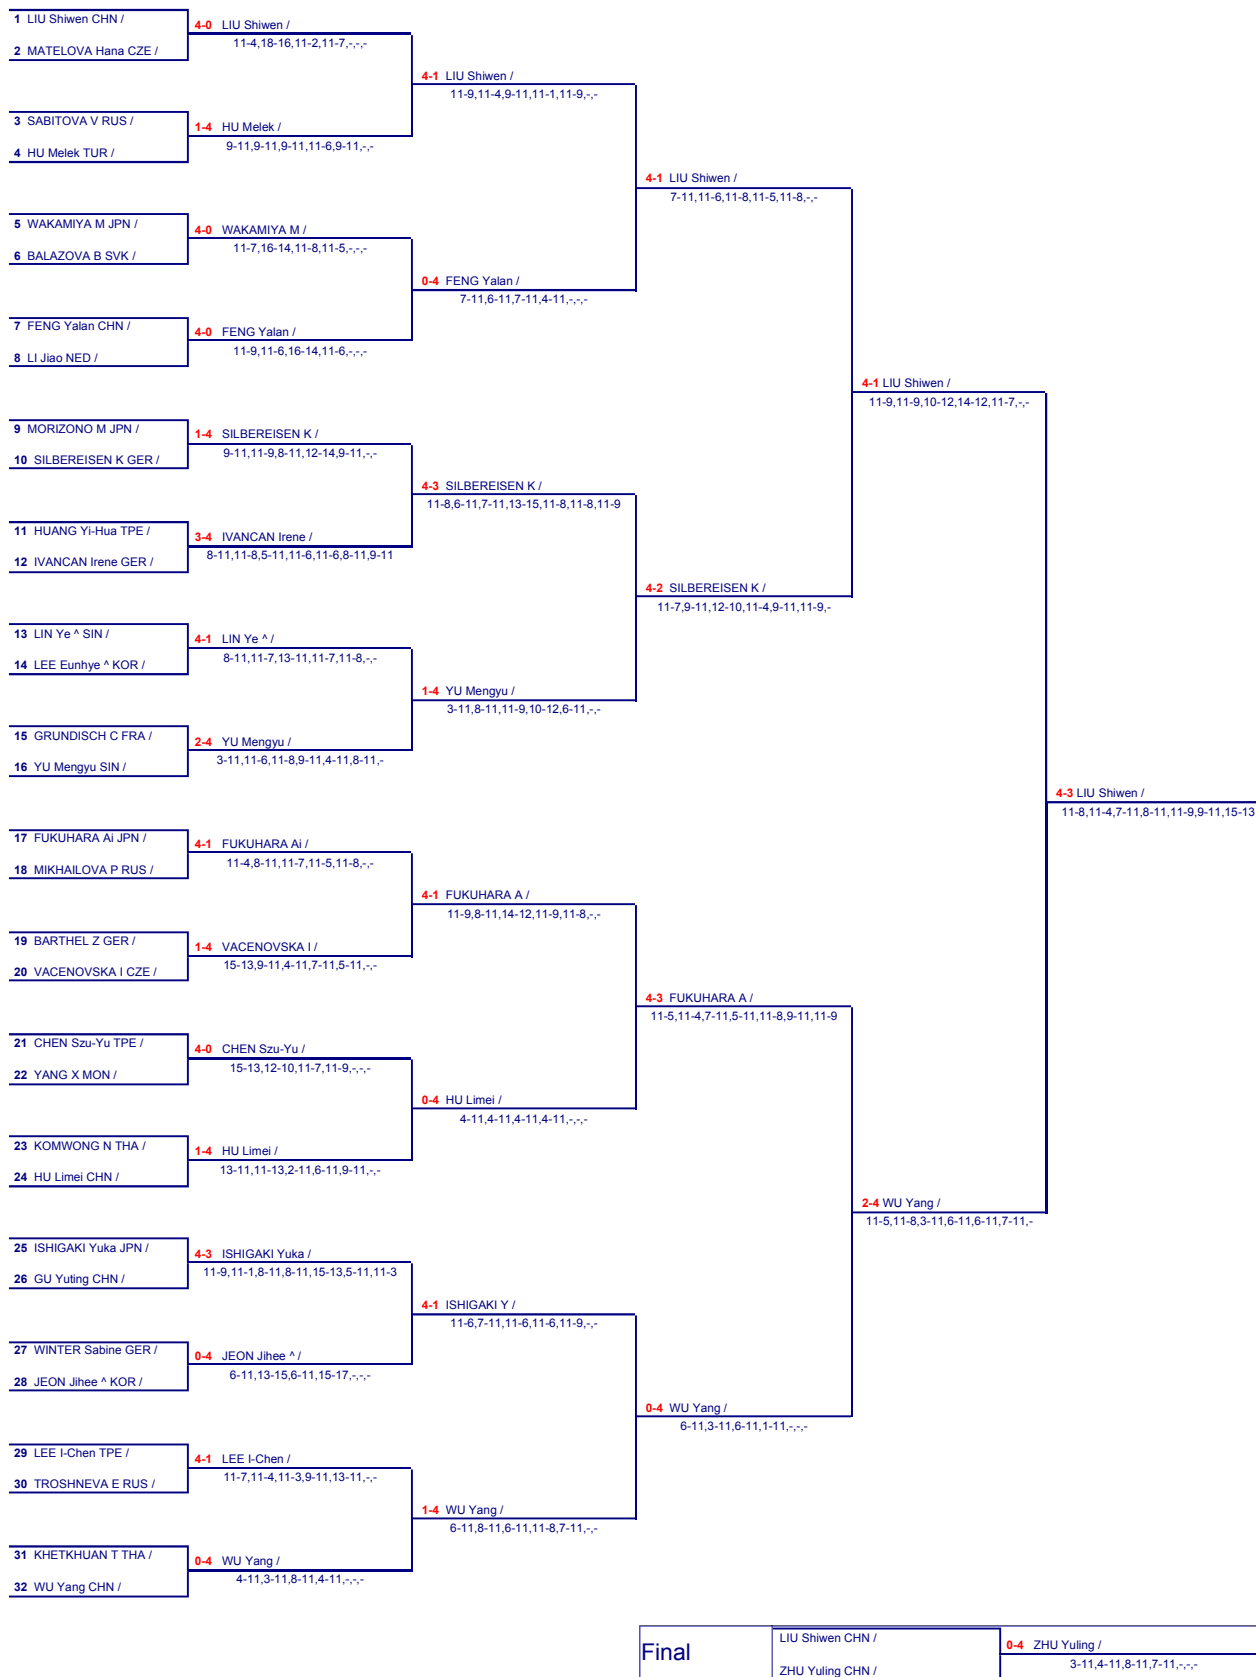 1 LIU Shiwen CHN /
4-0 LIU Shiwen /
11-4,18-16,11-2,11-7,-,-,-
2 MATELOVA Hana CZE /
4-1 LIU Shiwen /
11-9,11-4,9-11,11-1,11-9,-,-
3 SABITOVA V RUS /
1-4 HU Melek /
9-11,9-11,9-11,11-6,9-11,-,-
4 HU Melek TUR /
4-1 LIU Shiwen /
7-11,11-6,11-8,11-5,11-8,-,-
5 WAKAMIYA M JPN /
4-0 WAKAMIYA M /
11-7,16-14,11-8,11-5,-,-,-
6 BALAZOVA B SVK /
0-4 FENG Yalan /
7-11,6-11,7-11,4-11,-,-,-
7 FENG Yalan CHN /
4-0 FENG Yalan /
11-9,11-6,16-14,11-6,-,-,-
8 LI Jiao NED /
4-1 LIU Shiwen /
11-9,11-9,10-12,14-12,11-7,-,-
9 MORIZONO M JPN /
1-4 SILBEREISEN K /
9-11,11-9,8-11,12-14,9-11,-,-
10 SILBEREISEN K GER /
4-3 SILBEREISEN K /
11-8,6-11,7-11,13-15,11-8,11-8,11-9
11 HUANG Yi-Hua TPE /
3-4 IVANCAN Irene /
8-11,11-8,5-11,11-6,11-6,8-11,9-11
12 IVANCAN Irene GER /
4-2 SILBEREISEN K /
11-7,9-11,12-10,11-4,9-11,11-9,-
13 LIN Ye ^ SIN /
4-1 LIN Ye ^ /
8-11,11-7,13-11,11-7,11-8,-,-
14 LEE Eunhye ^ KOR /
1-4 YU Mengyu /
3-11,8-11,11-9,10-12,6-11,-,-
15 GRUNDISCH C FRA /
2-4 YU Mengyu /
3-11,11-6,11-8,9-11,4-11,8-11,-
16 YU Mengyu SIN /
4-3 LIU Shiwen /
11-8,11-4,7-11,8-11,11-9,9-11,15-13
17 FUKUHARA Ai JPN /
4-1 FUKUHARA Ai /
11-4,8-11,11-7,11-5,11-8,-,-
18 MIKHAILOVA P RUS /
4-1 FUKUHARA A /
11-9,8-11,14-12,11-9,11-8,-,-
19 BARTHEL Z GER /
1-4 VACENOVSKA I /
15-13,9-11,4-11,7-11,5-11,-,-
20 VACENOVSKA I CZE /
4-3 FUKUHARA A /
11-5,11-4,7-11,5-11,11-8,9-11,11-9
21 CHEN Szu-Yu TPE /
4-0 CHEN Szu-Yu /
15-13,12-10,11-7,11-9,-,-,-
22 YANG X MON /
0-4 HU Limei /
4-11,4-11,4-11,4-11,-,-,-
23 KOMWONG N THA /
1-4 HU Limei /
13-11,11-13,2-11,6-11,9-11,-,-
24 HU Limei CHN /
2-4 WU Yang /
11-5,11-8,3-11,6-11,6-11,7-11,-
25 ISHIGAKI Yuka JPN /
4-3 ISHIGAKI Yuka /
11-9,11-1,8-11,8-11,15-13,5-11,11-3
26 GU Yuting CHN /
4-1 ISHIGAKI Y /
11-6,7-11,11-6,11-6,11-9,-,-
27 WINTER Sabine GER /
0-4 JEON Jihee ^ /
6-11,13-15,6-11,15-17,-,-,-
28 JEON Jihee ^ KOR /
0-4 WU Yang /
6-11,3-11,6-11,1-11,-,-,-
29 LEE I-Chen TPE /
4-1 LEE I-Chen /
11-7,11-4,11-3,9-11,13-11,-,-
30 TROSHNEVA E RUS /
1-4 WU Yang /
6-11,8-11,6-11,11-8,7-11,-,-
31 KHETKHUAN T THA /
0-4 WU Yang /
4-11,3-11,8-11,4-11,-,-,-
32 WU Yang CHN /
Final
LIU Shiwen CHN /
0-4 ZHU Yuling /
3-11,4-11,8-11,7-11,-,-,-
ZHU Yuling CHN /